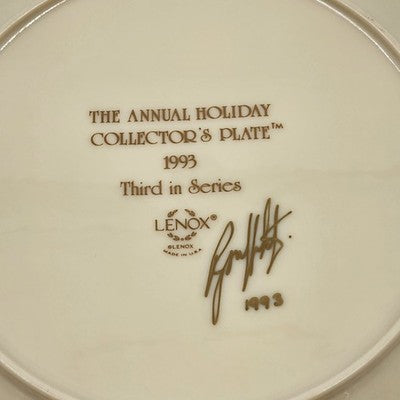 THE ANNUAL HOLIDAY
COLLECTOR'S PLATE™
1993
Third in Series
LENOX®
©LENOX
MADE IN U.S.A.
1993